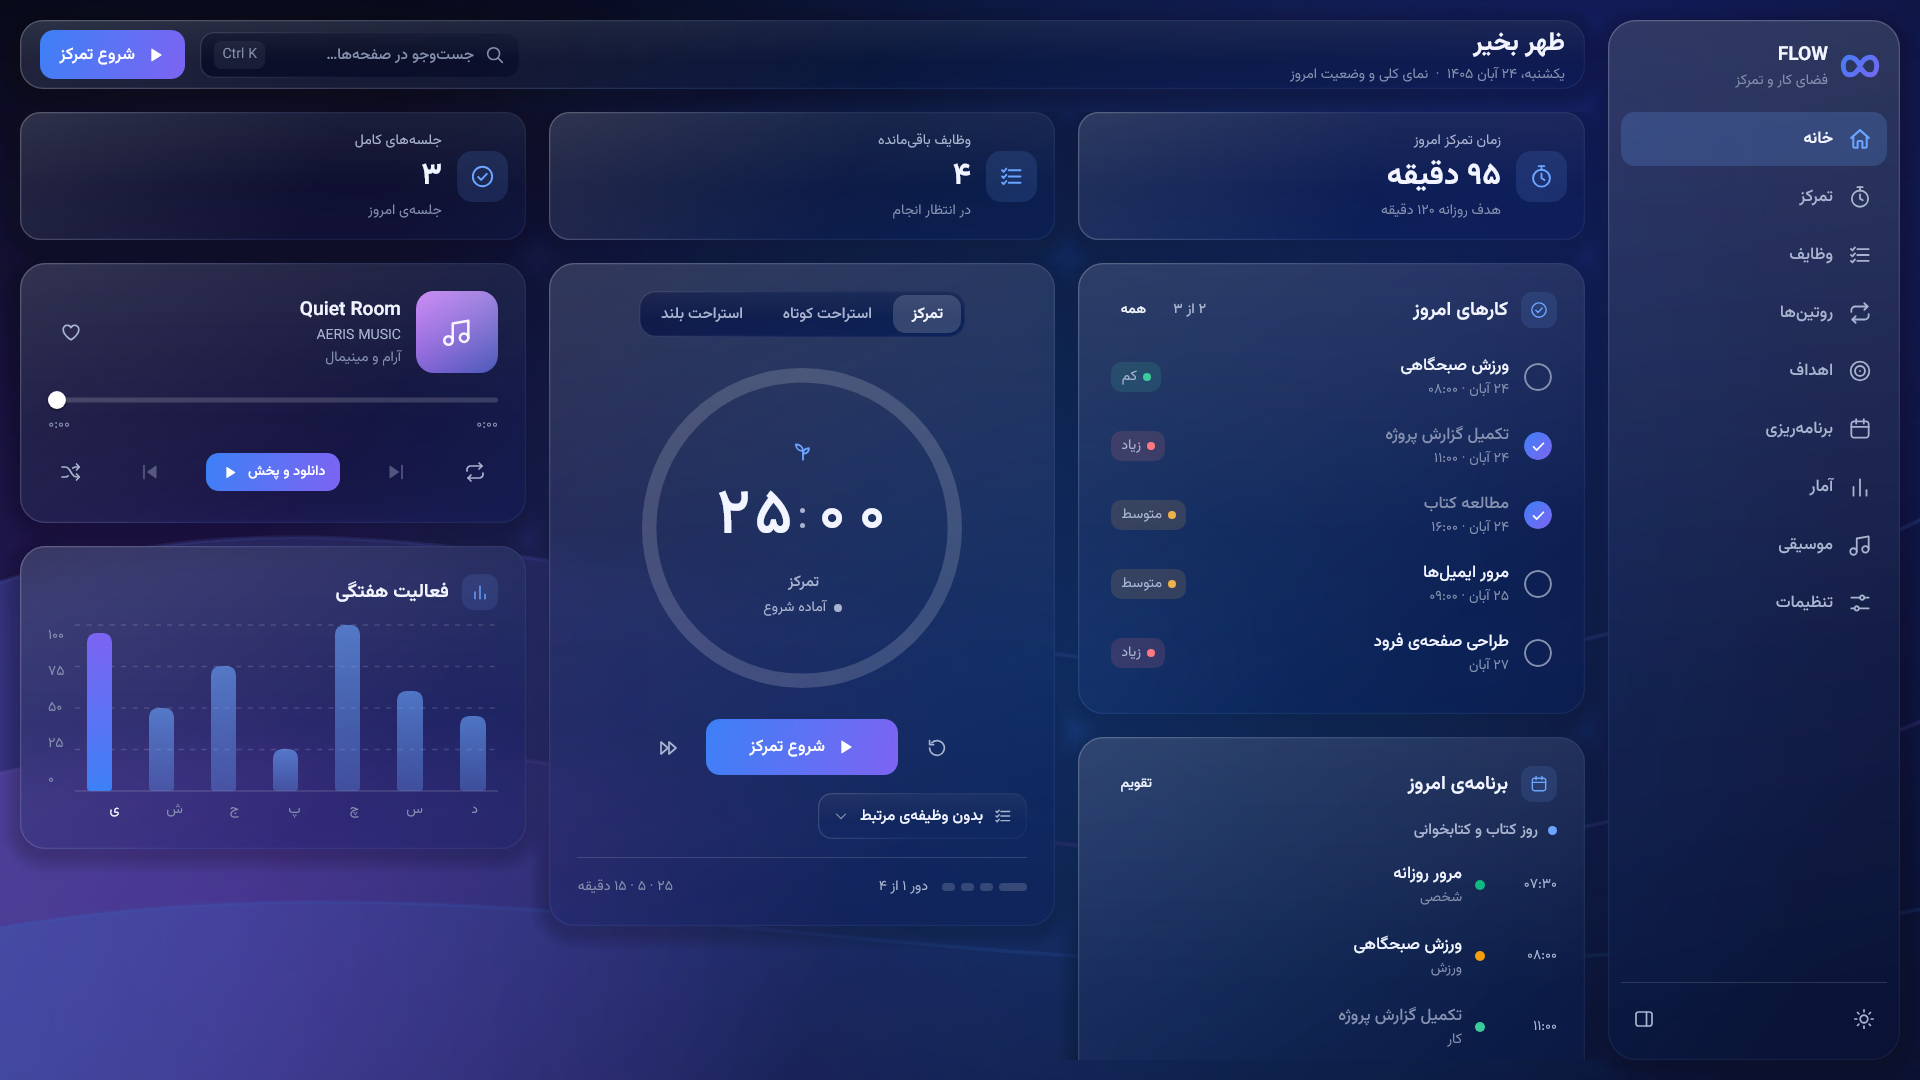 FLOW
فضای کار و تمرکز
خانه
تمرکز
وظایف
روتین‌ها
اهداف
برنامه‌ریزی
آمار
موسیقی
تنظیمات
ظهر بخیر
یکشنبه، ۲۴ آبان ۱۴۰۵ · نمای کلی و وضعیت امروز
جست‌وجو در صفحه‌ها...
Ctrl K
شروع تمرکز
زمان تمرکز امروز
۹۵ دقیقه
هدف روزانه ۱۲۰ دقیقه
وظایف باقی‌مانده
۴
در انتظار انجام
جلسه‌های کامل
۳
جلسه‌ی امروز
کارهای امروز
۲ از ۳
همه
ورزش صبحگاهی
۲۴ آبان · ۰۸:۰۰
کم
تکمیل گزارش پروژه
۲۴ آبان · ۱۱:۰۰
زیاد
مطالعه کتاب
۲۴ آبان · ۱۶:۰۰
متوسط
مرور ایمیل‌ها
۲۵ آبان · ۰۹:۰۰
متوسط
طراحی صفحه‌ی فرود
۲۷ آبان
زیاد
برنامه‌ی امروز
تقویم
روز کتاب و کتابخوانی
۰۷:۳۰
مرور روزانه
شخصی
۰۸:۰۰
ورزش صبحگاهی
ورزش
۱۱:۰۰
تکمیل گزارش پروژه
کار
تمرکز
استراحت کوتاه
استراحت بلند
۲۵:۰۰
تمرکز
آماده شروع
شروع تمرکز
بدون وظیفه‌ی مرتبط
دور ۱ از ۴
۲۵ · ۵ · ۱۵ دقیقه
Quiet Room
AERIS MUSIC
آرام و مینیمال
۰:۰۰
۰:۰۰
دانلود و پخش
فعالیت هفتگی
۱۰۰
۷۵
۵۰
۲۵
۰
د س چ پ ج ش ی